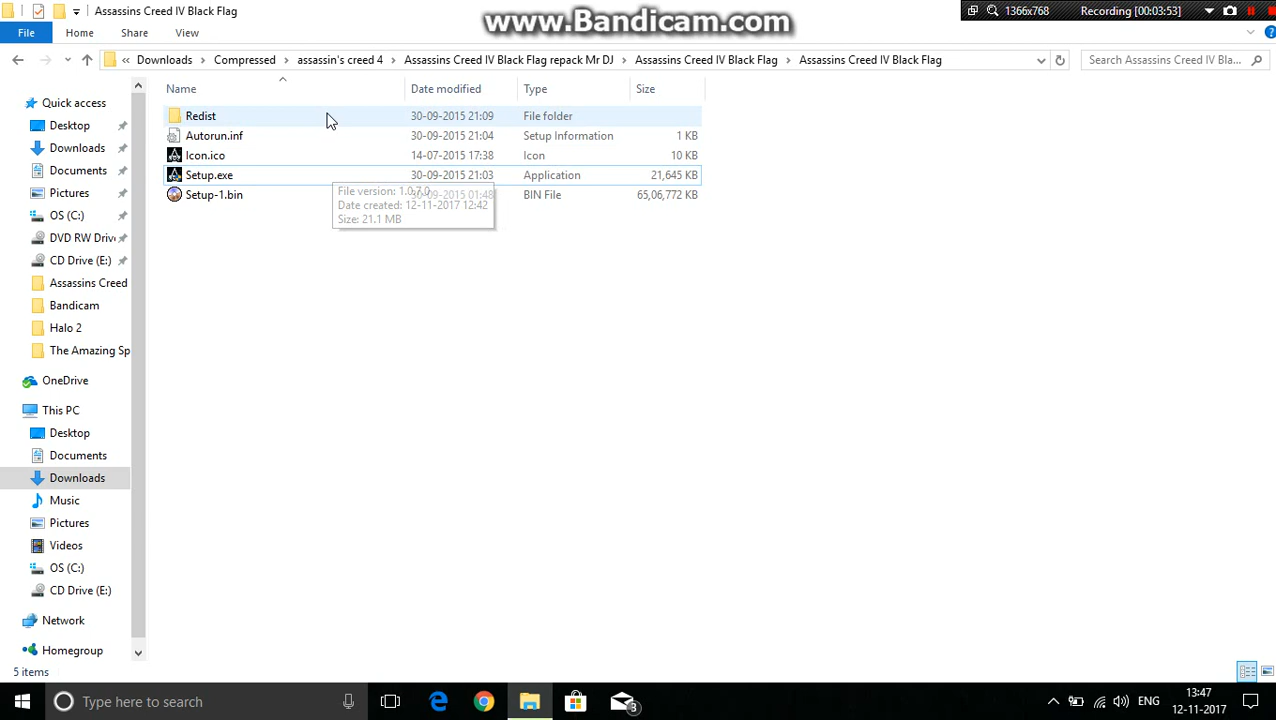 Assassins Creed IV Black Flag
www.Bandicam.com
1366x768
Recording [00:03:53]
File
Home
Share
View
« Downloads > Compressed > assassin's creed 4 > Assassins Creed IV Black Flag repack Mr DJ > Assassins Creed IV Black Flag > Assassins Creed IV Black Flag
Search Assassins Creed IV Bla...
Name Date modified Type Size
Redist 30-09-2015 21:09 File folder
Autorun.inf 30-09-2015 21:04 Setup Information 1 KB
Icon.ico 14-07-2015 17:38 Icon 10 KB
Setup.exe 30-09-2015 21:03 Application 21,645 KB
Setup-1.bin 30-09-2015 01:48 BIN File 65,06,772 KB
File version: 1.0.7.0
Date created: 12-11-2017 12:42
Size: 21.1 MB
Quick access
Desktop
Downloads
Documents
Pictures
OS (C:)
DVD RW Driv
CD Drive (E:)
Assassins Creed
Bandicam
Halo 2
The Amazing Sp
OneDrive
This PC
Desktop
Documents
Downloads
Music
Pictures
Videos
OS (C:)
CD Drive (E:)
Network
Homegroup
5 items
Type here to search
3
ENG
13:47
12-11-2017